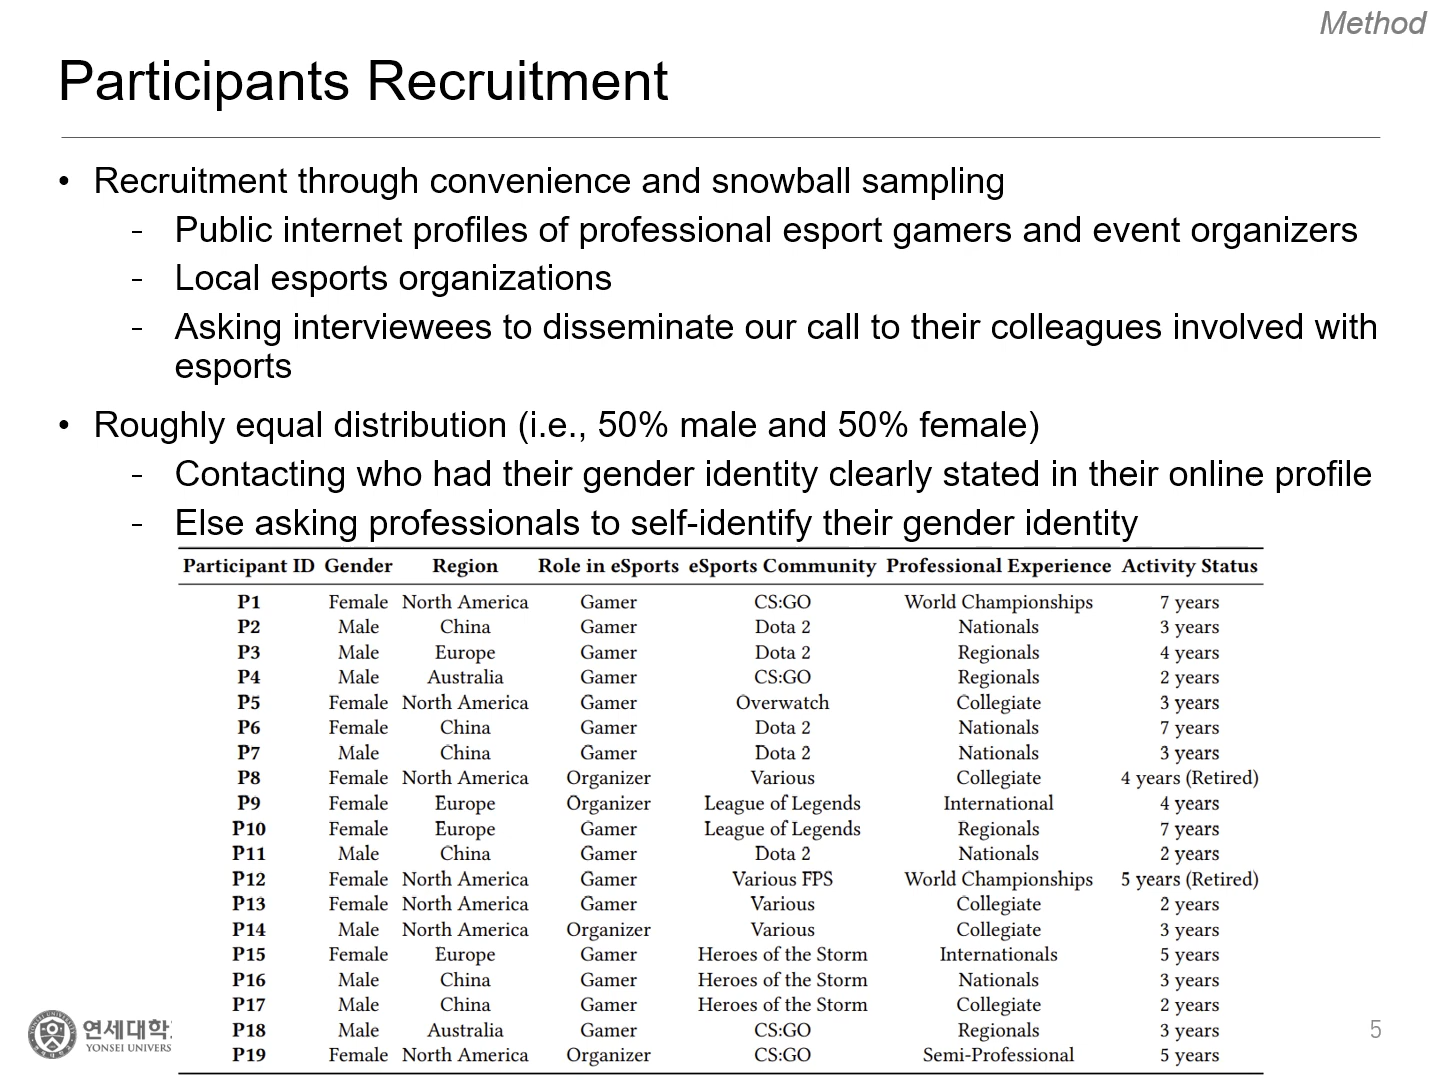 Method
Participants Recruitment
• Recruitment through convenience and snowball sampling
- Public internet profiles of professional esport gamers and event organizers
- Local esports organizations
- Asking interviewees to disseminate our call to their colleagues involved with
esports
• Roughly equal distribution (i.e., 50% male and 50% female)
- Contacting who had their gender identity clearly stated in their online profile
- Else asking professionals to self-identify their gender identity
Participant ID Gender Region Role in eSports eSports Community Professional Experience Activity Status
P1 Female North America Gamer CS:GO World Championships 7 years
P2 Male China Gamer Dota 2 Nationals 3 years
P3 Male Europe Gamer Dota 2 Regionals 4 years
P4 Male Australia Gamer CS:GO Regionals 2 years
P5 Female North America Gamer Overwatch Collegiate 3 years
P6 Female China Gamer Dota 2 Nationals 7 years
P7 Male China Gamer Dota 2 Nationals 3 years
P8 Female North America Organizer Various Collegiate 4 years (Retired)
P9 Female Europe Organizer League of Legends International 4 years
P10 Female Europe Gamer League of Legends Regionals 7 years
P11 Male China Gamer Dota 2 Nationals 2 years
P12 Female North America Gamer Various FPS World Championships 5 years (Retired)
P13 Female North America Gamer Various Collegiate 2 years
P14 Male North America Organizer Various Collegiate 3 years
P15 Female Europe Gamer Heroes of the Storm Internationals 5 years
P16 Male China Gamer Heroes of the Storm Nationals 3 years
P17 Male China Gamer Heroes of the Storm Collegiate 2 years
P18 Male Australia Gamer CS:GO Regionals 3 years
P19 Female North America Organizer CS:GO Semi-Professional 5 years
연세대학
YONSEI UNIVERS
5